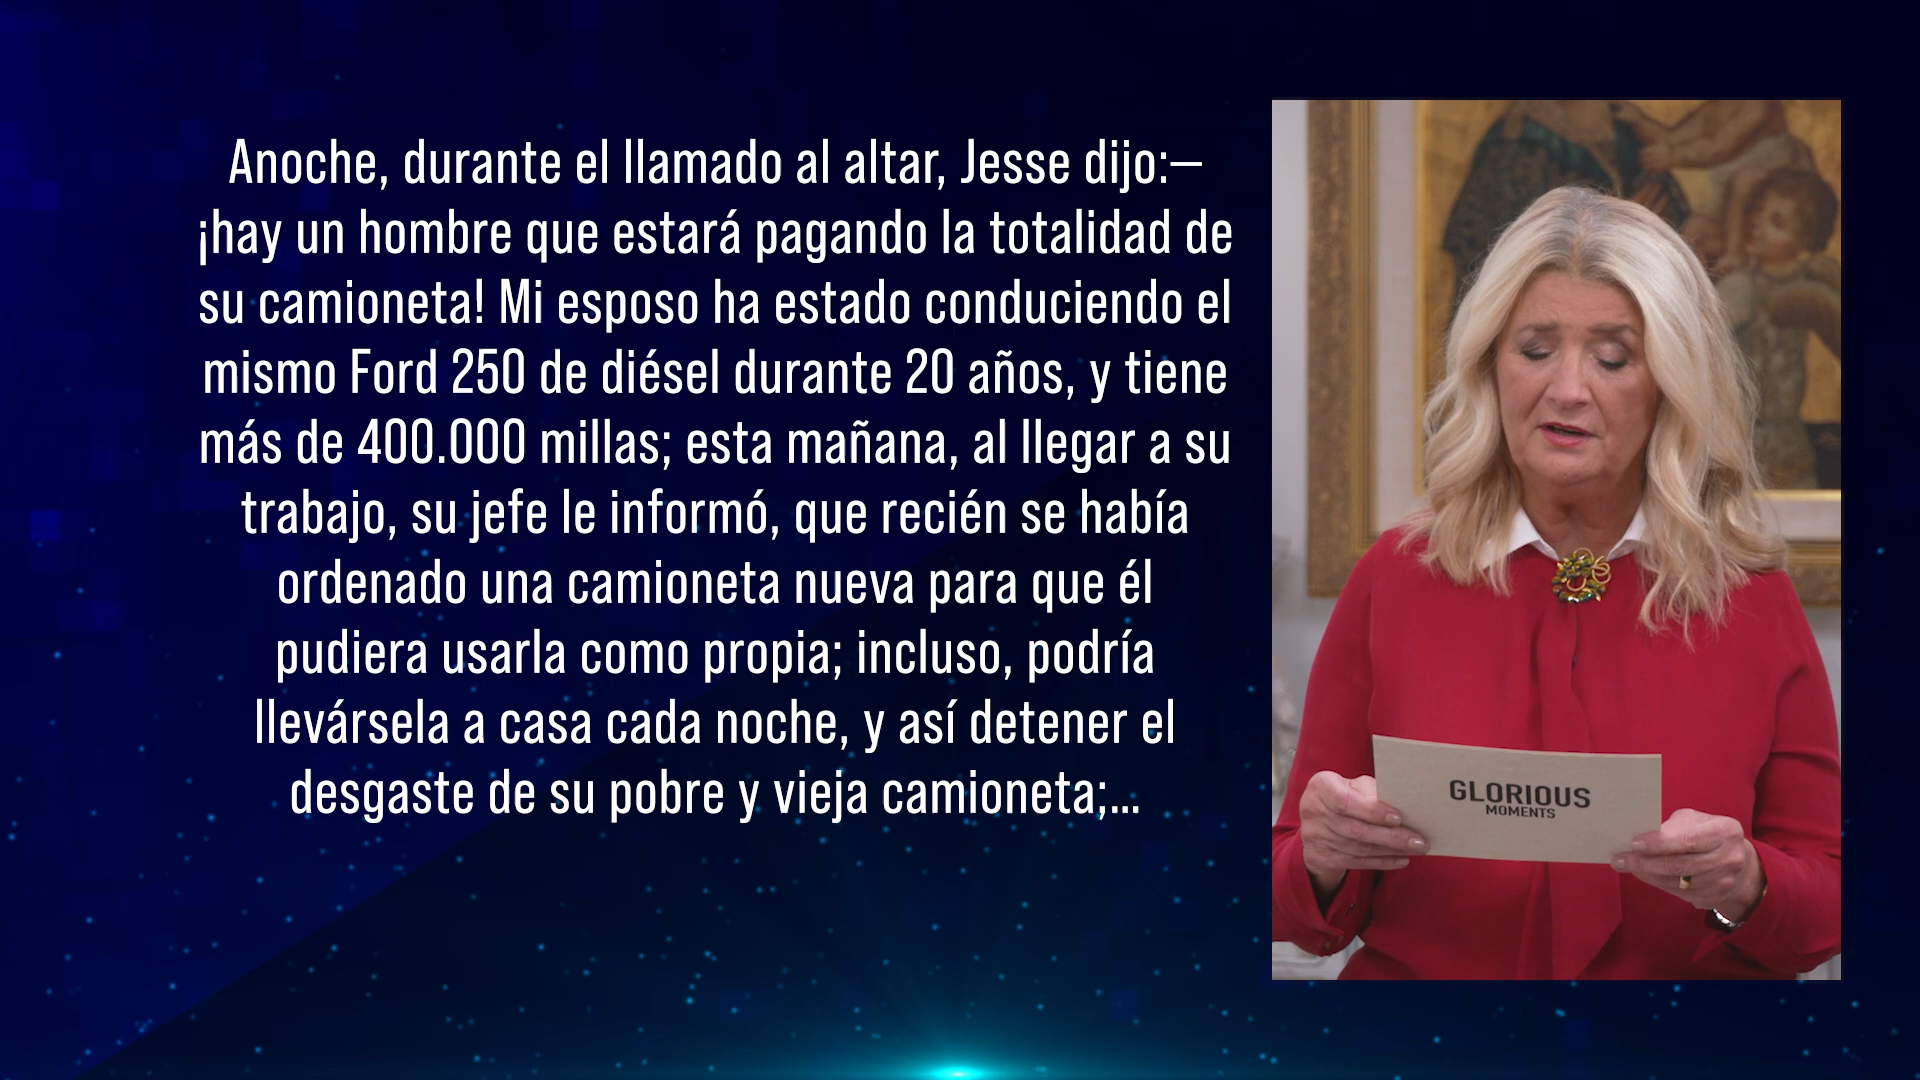 Anoche, durante el llamado al altar, Jesse dijo:—
¡hay un hombre que estará pagando la totalidad de
su camioneta! Mi esposo ha estado conduciendo el
mismo Ford 250 de diésel durante 20 años, y tiene
más de 400.000 millas; esta mañana, al llegar a su
trabajo, su jefe le informó, que recién se había
ordenado una camioneta nueva para que él
pudiera usarla como propia; incluso, podría
llevársela a casa cada noche, y así detener el
desgaste de su pobre y vieja camioneta;...
GLORIOUS
MOMENTS